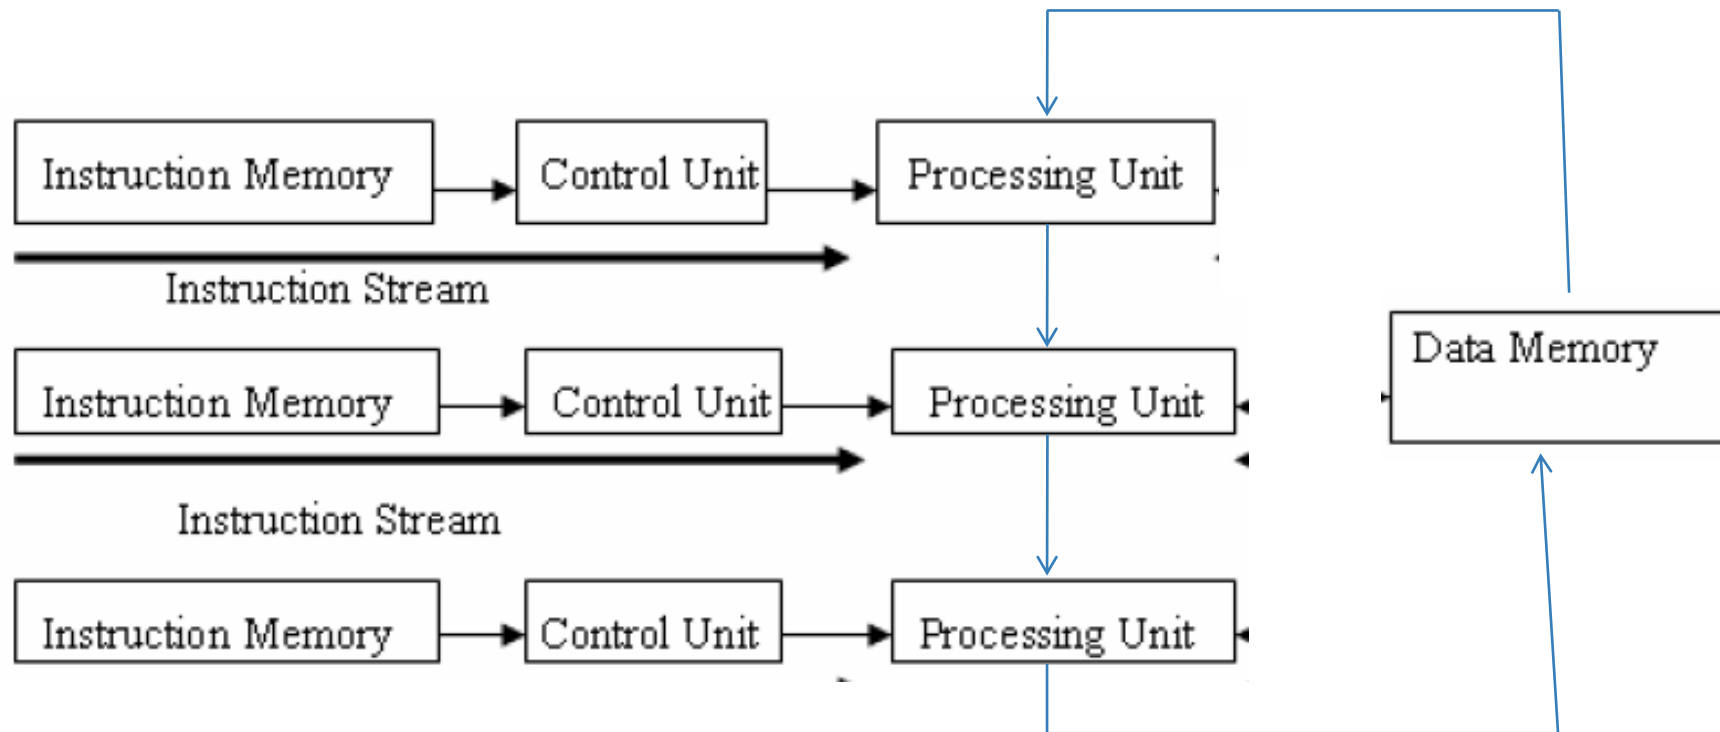 Instruction Memory
Control Unit
Processing Unit
Instruction Stream
Data Memory
Instruction Memory
Control Unit
Processing Unit
Instruction Stream
Instruction Memory
Control Unit
Processing Unit